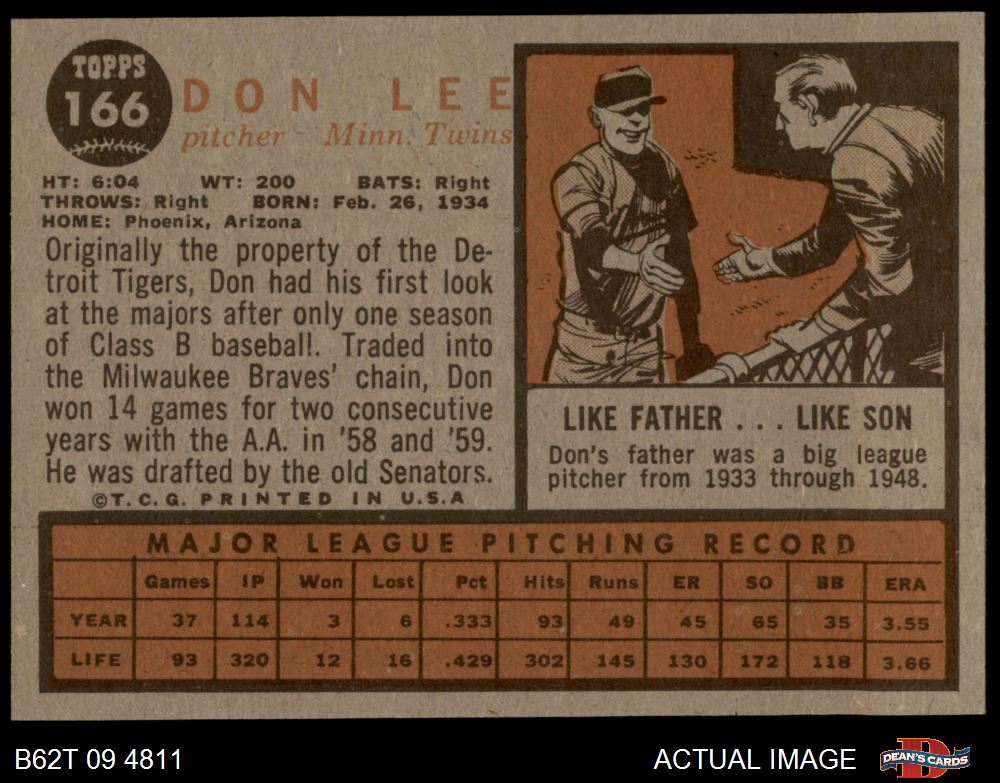 TOPPS
166
DON LEE
pitcher Minn. Twins
HT: 6:04 WT: 200 BATS: Right
THROWS: Right BORN: Feb. 26, 1934
HOME: Phoenix, Arizona
Originally the property of the De-
troit Tigers, Don had his first look
at the majors after only one season
of Class B baseball. Traded into
the Milwaukee Braves' chain, Don
won 14 games for two consecutive
years with the A.A. in '58 and '59.
He was drafted by the old Senators.
©T.C.G. PRINTED IN U.S.A
LIKE FATHER . . . LIKE SON
Don's father was a big league
pitcher from 1933 through 1948.
MAJOR LEAGUE PITCHING RECORD
Games IP Won Lost Pct Hits Runs ER SO BB ERA
YEAR 37 114 3 6 .333 93 49 45 65 35 3.55
LIFE 93 320 12 16 .429 302 145 130 172 118 3.66
B62T 09 4811 ACTUAL IMAGE DEAN'S CARDS